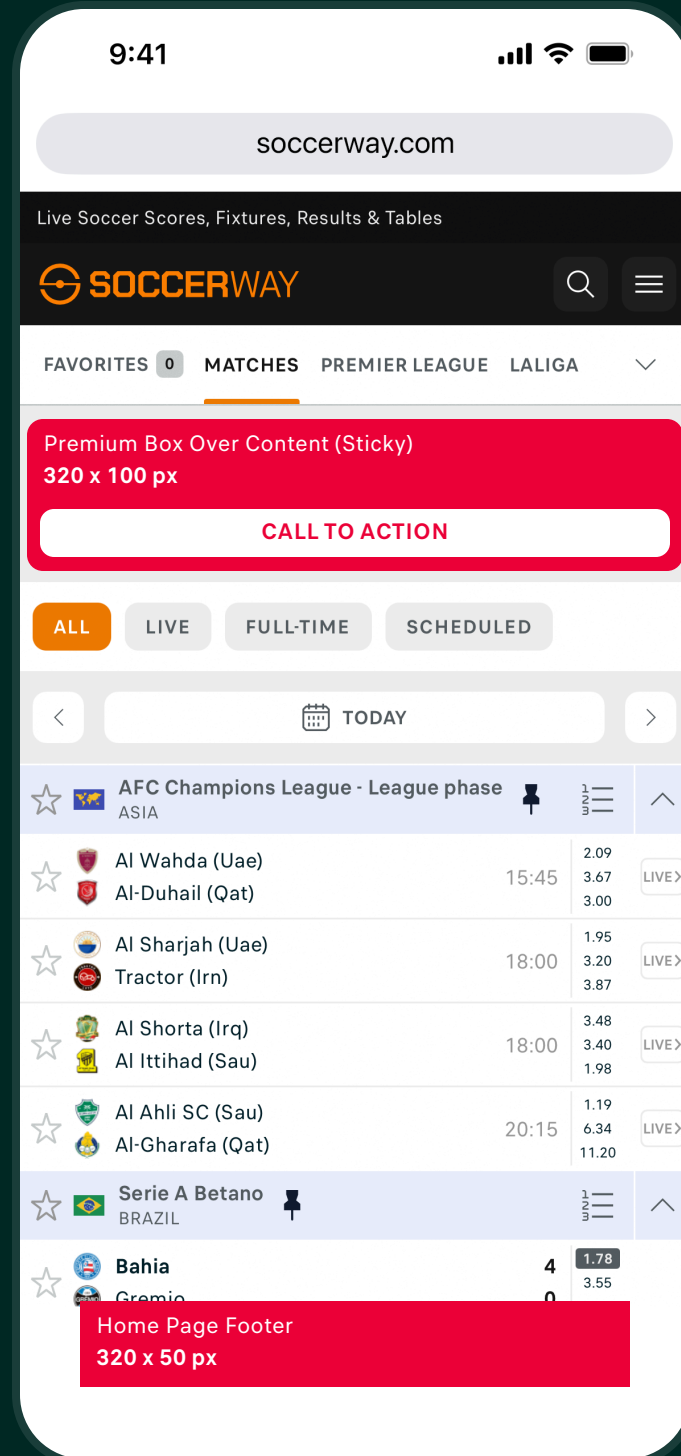 9:41
soccerway.com
Live Soccer Scores, Fixtures, Results & Tables
SOCCERWAY
FAVORITES 0 MATCHES PREMIER LEAGUE LALIGA
Premium Box Over Content (Sticky)
320 x 100 px
CALL TO ACTION
ALL LIVE FULL-TIME SCHEDULED
TODAY
AFC Champions League - League phase
ASIA
Al Wahda (Uae)
Al-Duhail (Qat)
15:45
2.09
3.67
3.00
LIVE
Al Sharjah (Uae)
Tractor (Irn)
18:00
1.95
3.20
3.87
LIVE
Al Shorta (Irq)
Al Ittihad (Sau)
18:00
3.48
3.40
1.98
LIVE
Al Ahli SC (Sau)
Al-Gharafa (Qat)
20:15
1.19
6.34
11.20
LIVE
Serie A Betano
BRAZIL
Bahia 4
Gremio 0
1.78
3.55
Home Page Footer
320 x 50 px